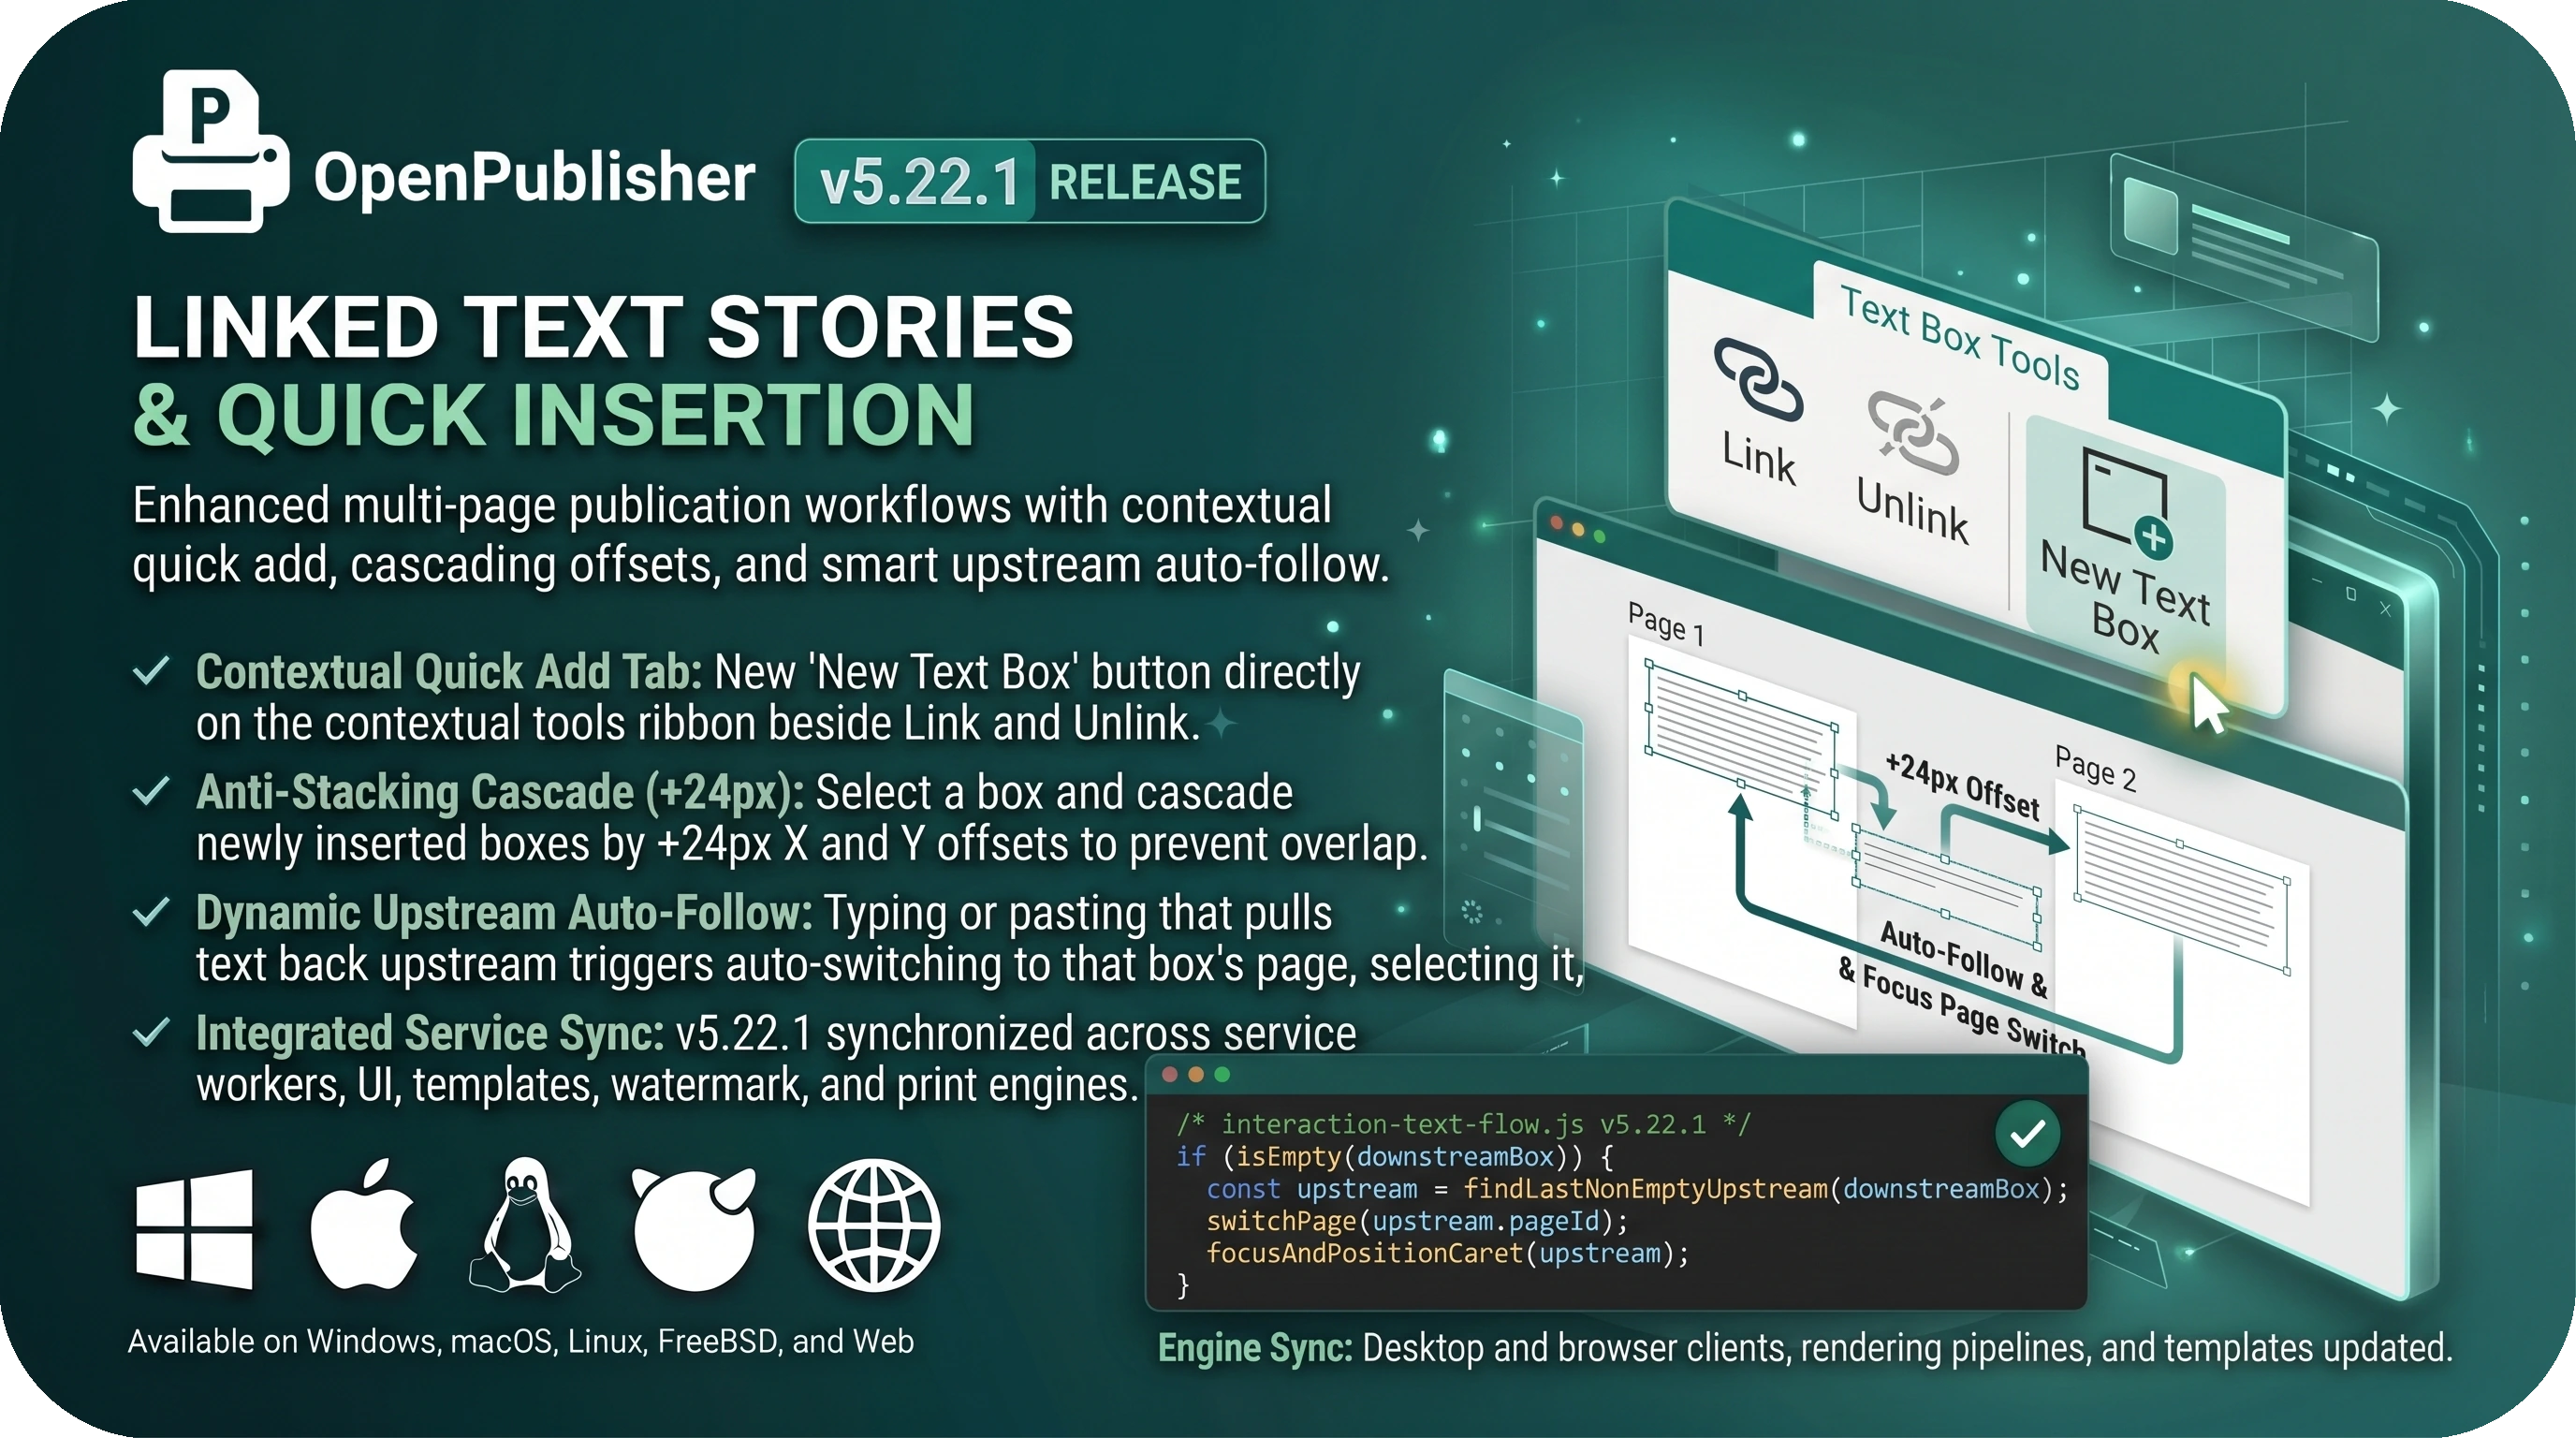 P
OpenPublisher
v5.22.1 RELEASE
LINKED TEXT STORIES
& QUICK INSERTION
Enhanced multi-page publication workflows with contextual
quick add, cascading offsets, and smart upstream auto-follow.
Contextual Quick Add Tab: New 'New Text Box' button directly
on the contextual tools ribbon beside Link and Unlink.
Anti-Stacking Cascade (+24px): Select a box and cascade
newly inserted boxes by +24px X and Y offsets to prevent overlap.
Dynamic Upstream Auto-Follow: Typing or pasting that pulls
text back upstream triggers auto-switching to that box's page, selecting it,
Integrated Service Sync: v5.22.1 synchronized across service
workers, UI, templates, watermark, and print engines.
Available on Windows, macOS, Linux, FreeBSD, and Web
Text Box Tools
Link
Unlink
New Text
Box
Page 1
+24px Offset
Page 2
Auto-Follow &
& Focus Page Switch
/* interaction-text-flow.js v5.22.1 */
if (isEmpty(downstreamBox)) {
const upstream = findLastNonEmptyUpstream(downstreamBox);
switchPage(upstream.pageId);
focusAndPositionCaret(upstream);
}
Engine Sync: Desktop and browser clients, rendering pipelines, and templates updated.